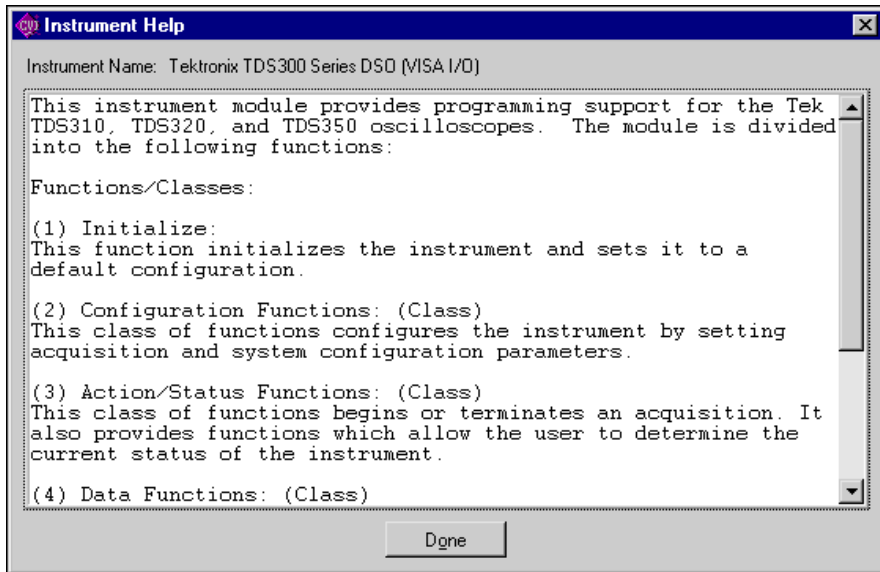 CVI Instrument Help
Instrument Name: Tektronix TDS300 Series DSO (VISA I/O)
This instrument module provides programming support for the Tek
TDS310, TDS320, and TDS350 oscilloscopes. The module is divided
into the following functions:
Functions/Classes:
(1) Initialize:
This function initializes the instrument and sets it to a
default configuration.
(2) Configuration Functions: (Class)
This class of functions configures the instrument by setting
acquisition and system configuration parameters.
(3) Action/Status Functions: (Class)
This class of functions begins or terminates an acquisition. It
also provides functions which allow the user to determine the
current status of the instrument.
(4) Data Functions: (Class)
Done